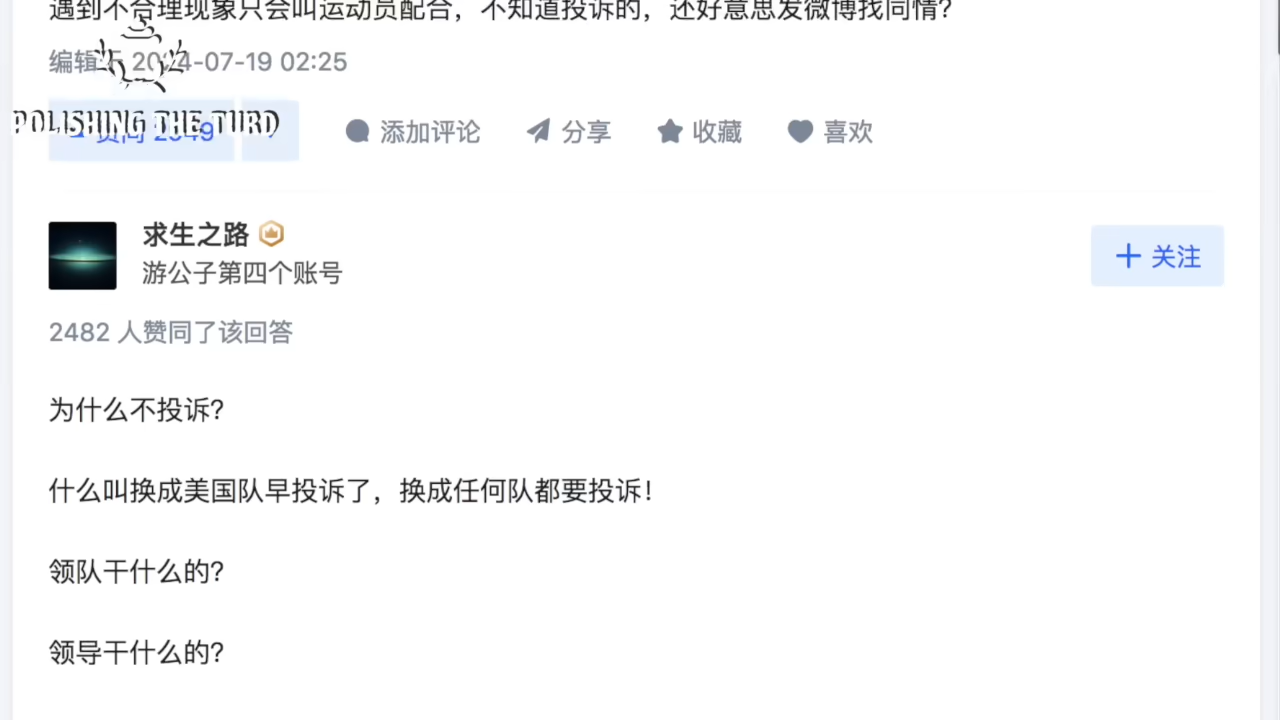 遇到不合理现象只会叫运动员配合，不知道投诉的，还好意思发微博找同情？
编辑于 2024-07-19 02:25
POLISHING THE TURD
赞同 2949
添加评论
分享
收藏
喜欢
求生之路
游公子第四个账号
+ 关注
2482 人赞同了该回答
为什么不投诉？
什么叫换成美国队早投诉了，换成任何队都要投诉！
领队干什么的？
领导干什么的？